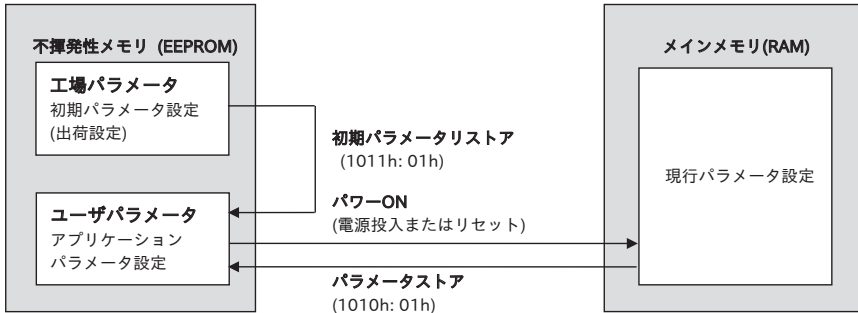 不揮発性メモリ (EEPROM)
工場パラメータ
初期パラメータ設定
(出荷設定)
ユーザパラメータ
アプリケーション
パラメータ設定
初期パラメータリストア
(1011h: 01h)
パワーON
(電源投入またはリセット)
パラメータストア
(1010h: 01h)
メインメモリ(RAM)
現行パラメータ設定